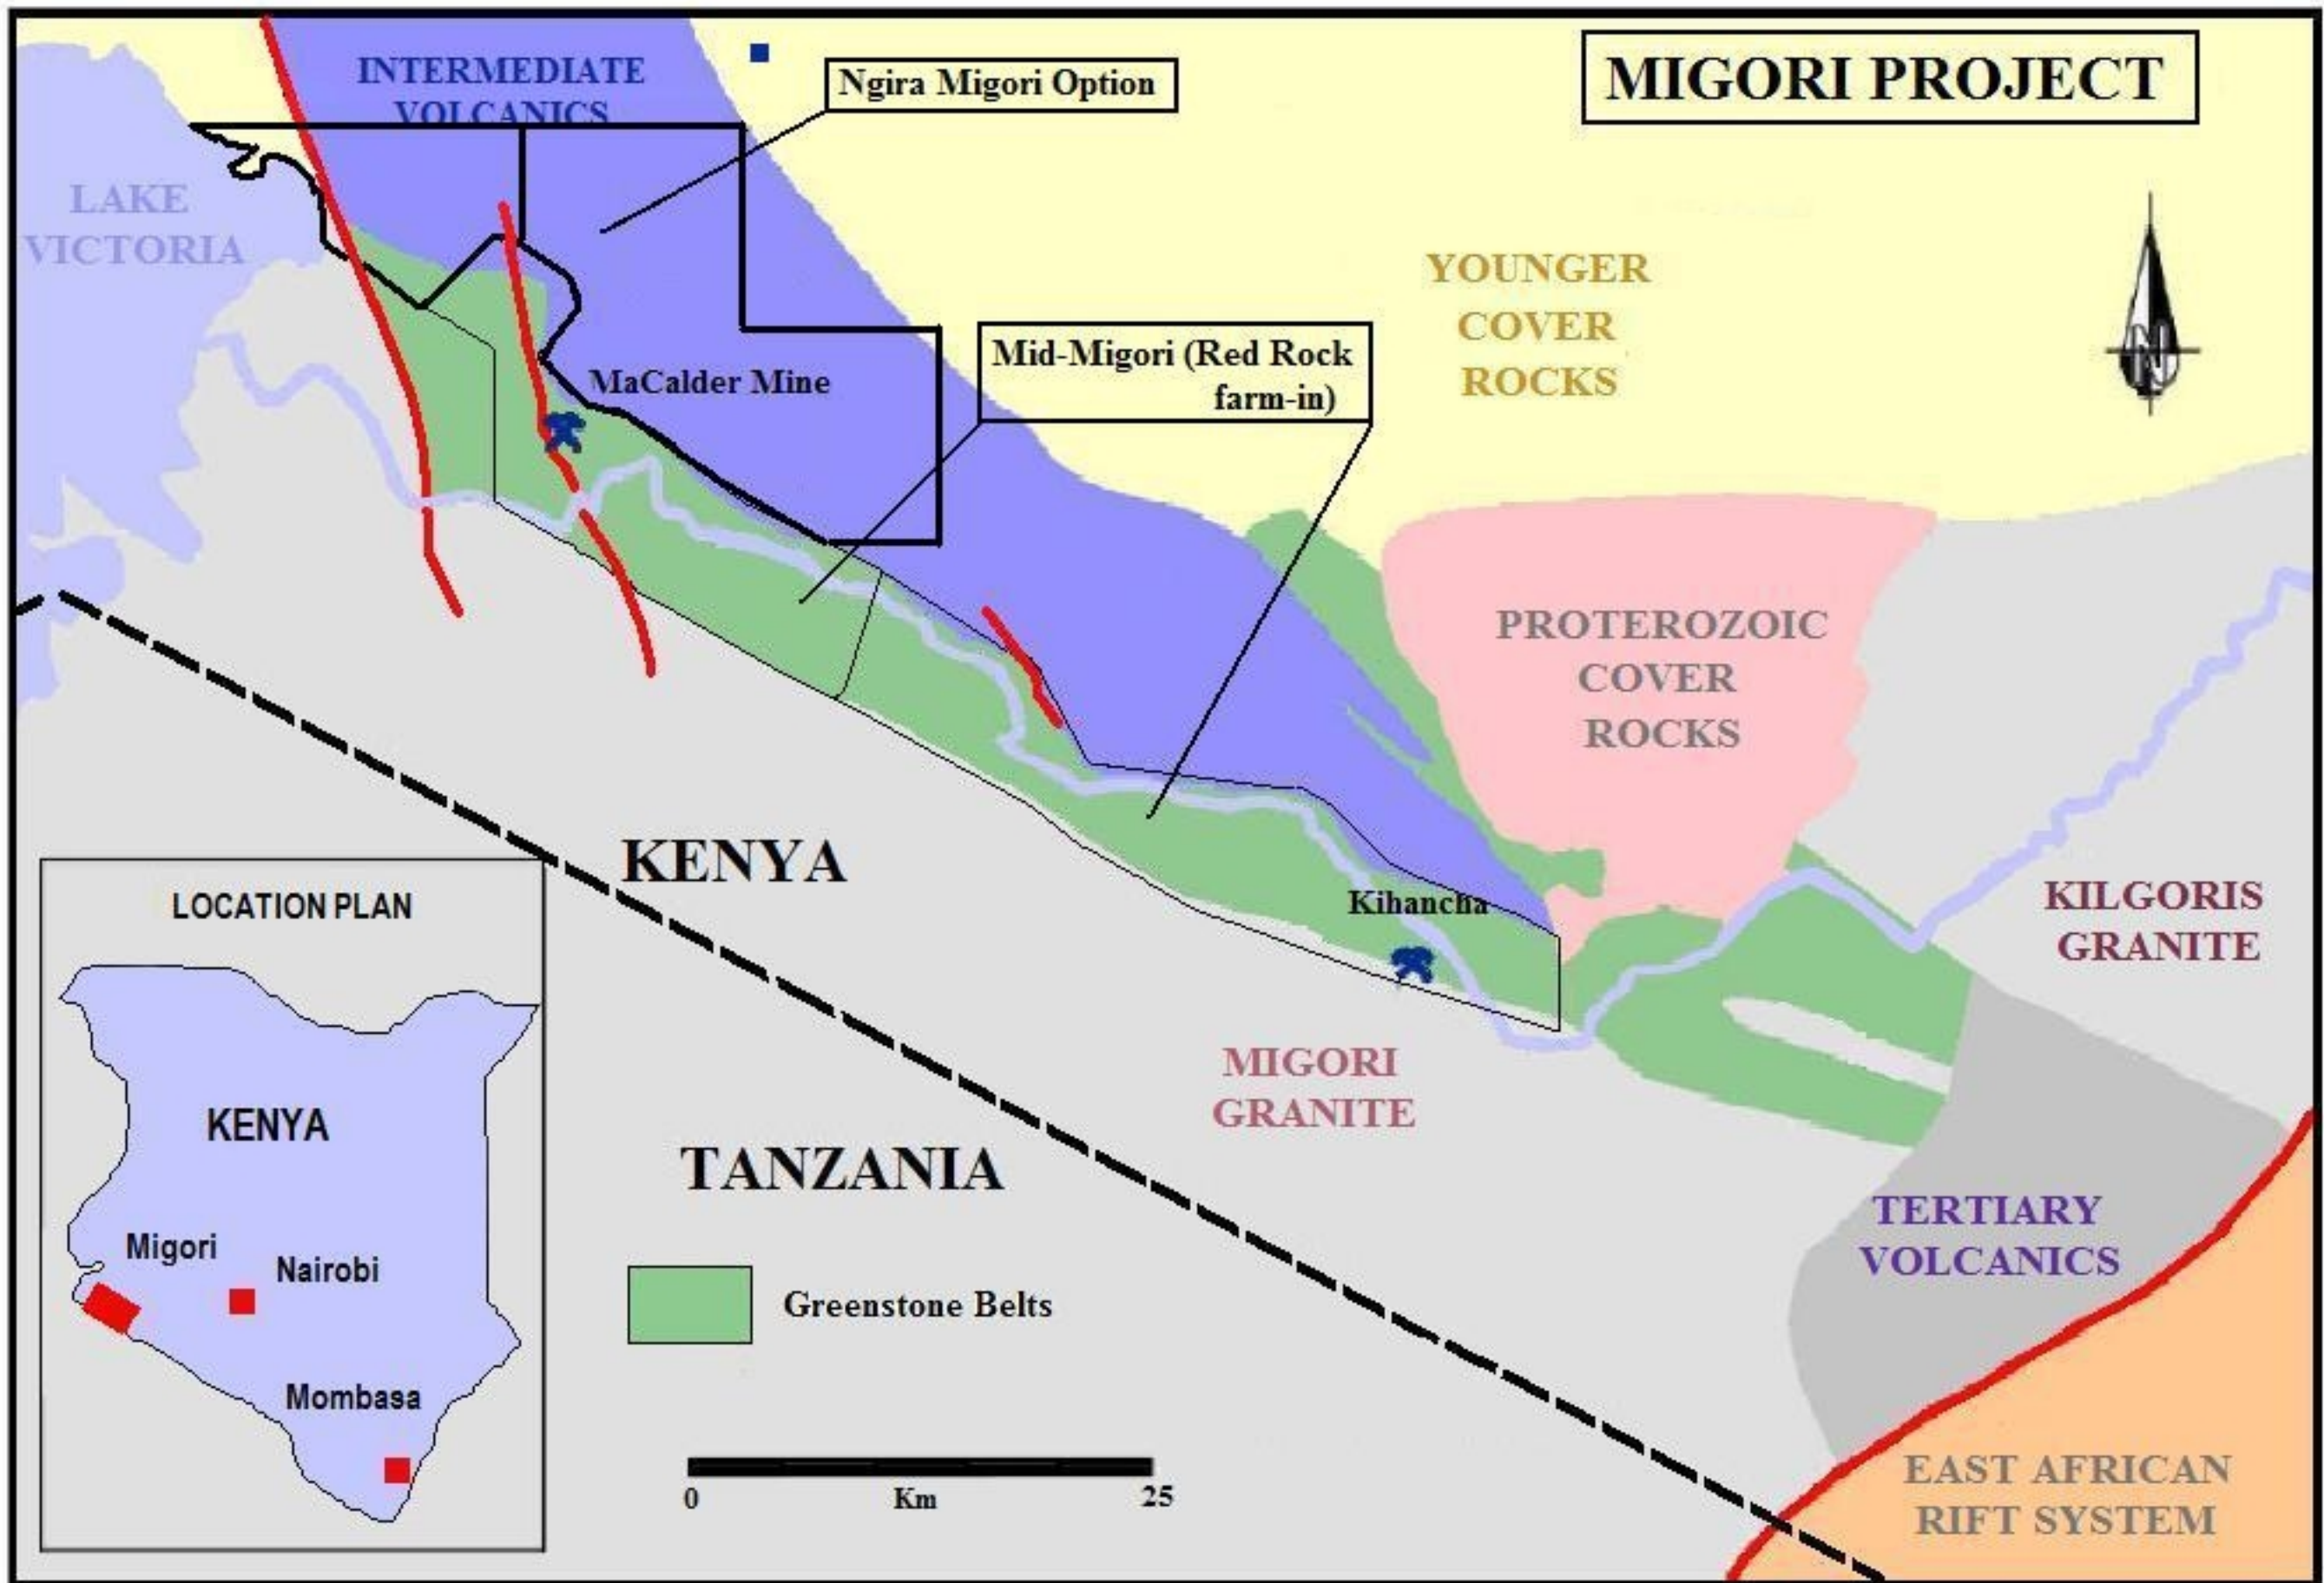 MIGORI PROJECT
INTERMEDIATE
VOLCANICS
Ngira Migori Option
LAKE
VICTORIA
YOUNGER
COVER
ROCKS
N
Mid-Migori (Red Rock
farm-in)
MaCalder Mine
PROTEROZOIC
COVER
ROCKS
KENYA
Kihancha
KILGORIS
GRANITE
MIGORI
GRANITE
TANZANIA
TERTIARY
VOLCANICS
Greenstone Belts
EAST AFRICAN
RIFT SYSTEM
0 Km 25
LOCATION PLAN
KENYA
Migori
Nairobi
Mombasa